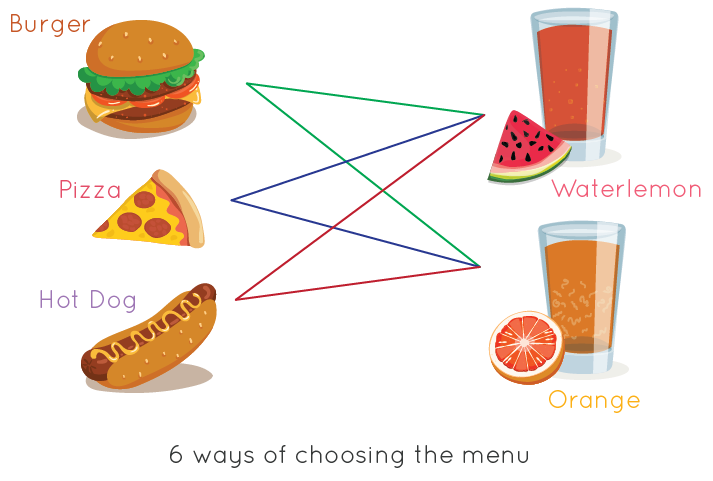 Burger
Pizza
Hot Dog
Waterlemon
Orange
6 ways of choosing the menu